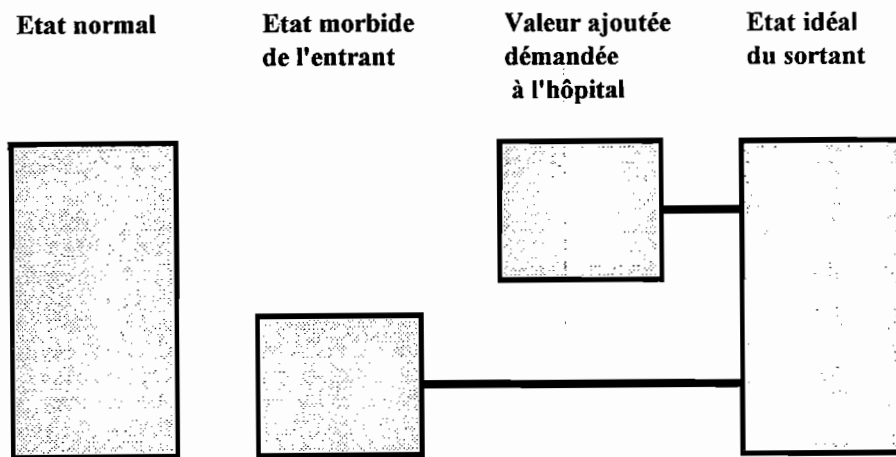 Etat normal
Etat morbide
de l'entrant
Valeur ajoutée
démandée
à l'hôpital
Etat idéal
du sortant